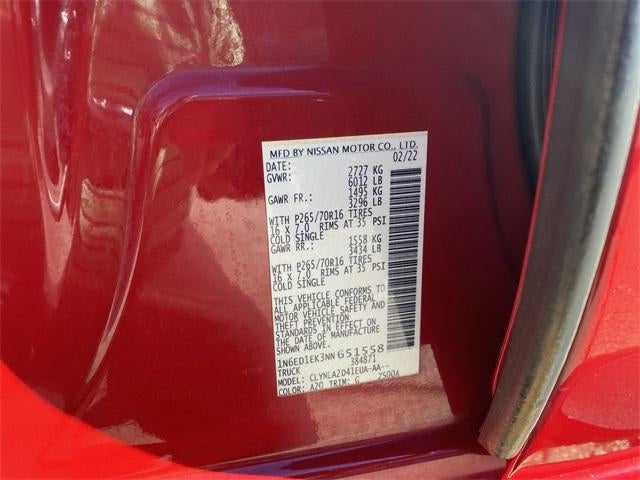 MFD BY NISSAN MOTOR CO., LTD.
DATE: 02/22
GVWR: 2727 KG
6012 LB
GAWR FR.: 1495 KG
3296 LB
WITH P265/70R16 TIRES
16 X 7.0 RIMS AT 35 PSI
COLD SINGLE
GAWR RR.: 1558 KG
3434 LB
WITH P265/70R16 TIRES
16 X 7.0 RIMS AT 35 PSI
COLD SINGLE
THIS VEHICLE CONFORMS TO
ALL APPLICABLE FEDERAL
MOTOR VEHICLE SAFETY AND
THEFT PREVENTION
STANDARDS IN EFFECT ON
THE DATE OF MANUFACTURE
SHOWN ABOVE.
1N6ED1EK3NN651558
TRUCK 384871
MODEL: CLYNLA2D41EUA-AA--
COLOR: A20 TRIM: G Z500A